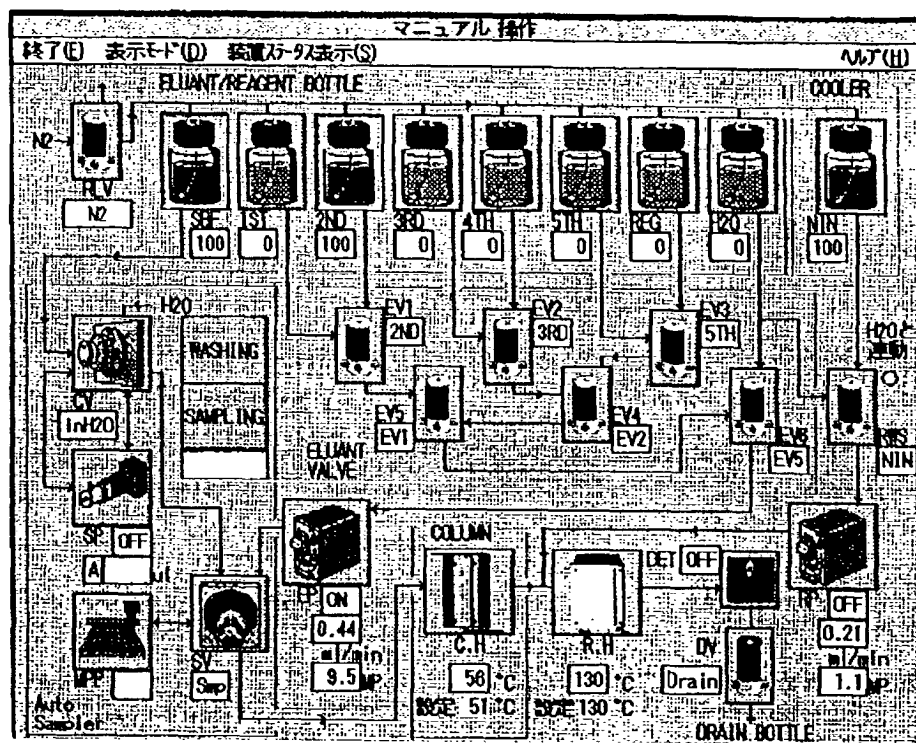 マニュアル 操作
終了(E) 表示モード(D) 装置ステータス表示(S) ヘルプ(H)
ELUANT/REAGENT BOTTLE COOLER
N2
RLV
N2
SBF 1ST 2ND 3RD 4TH 5TH REG H2O NIN
100 0 100 0 0 0 0 0 100
H2O
EV1 EV2 EV3
2ND 3RD 5TH
H2Oと
連動
WASHING
SAMPLING
CV
inH2O
EV5 EV4 EV6 RWS
EV1 EV2 EV5 NIN
ELUANT
VALVE
SP OFF
A ul
COLUMN
DET OFF
EP ON
0.44
ml/min
9.5 MP
RP OFF
0.21
ml/min
1.1 MP
MPP
SV
Smp
C.H R.H
DV
Drain
56 °C 130 °C
設定 51 °C 設定 130 °C
Auto
Sampler
DRAIN BOTTLE